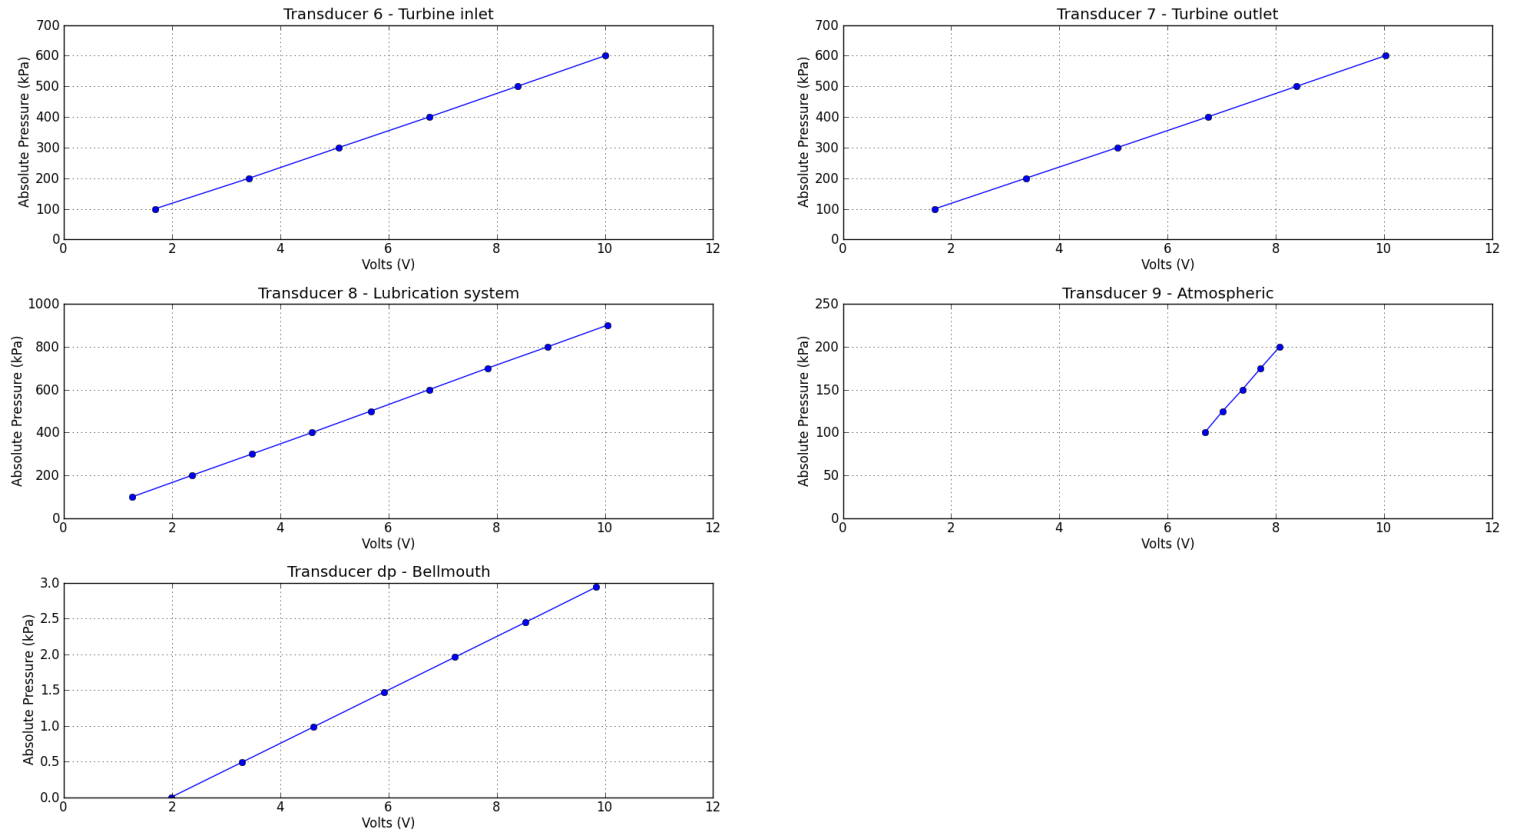 Transducer 6 - Turbine inlet
700
600
500
400
300
200
100
0
Absolute Pressure (kPa)
0 2 4 6 8 10 12
Volts (V)
Transducer 7 - Turbine outlet
700
600
500
400
300
200
100
0
Absolute Pressure (kPa)
0 2 4 6 8 10 12
Volts (V)
Transducer 8 - Lubrication system
1000
800
600
400
200
0
Absolute Pressure (kPa)
0 2 4 6 8 10 12
Volts (V)
Transducer 9 - Atmospheric
250
200
150
100
50
0
Absolute Pressure (kPa)
0 2 4 6 8 10 12
Volts (V)
Transducer dp - Bellmouth
3.0
2.5
2.0
1.5
1.0
0.5
0.0
Absolute Pressure (kPa)
0 2 4 6 8 10 12
Volts (V)